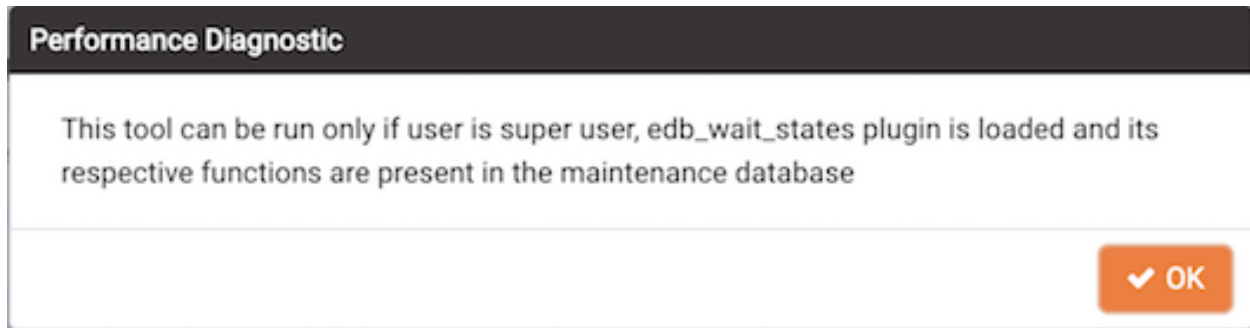 Performance Diagnostic
This tool can be run only if user is super user, edb_wait_states plugin is loaded and its
respective functions are present in the maintenance database
OK